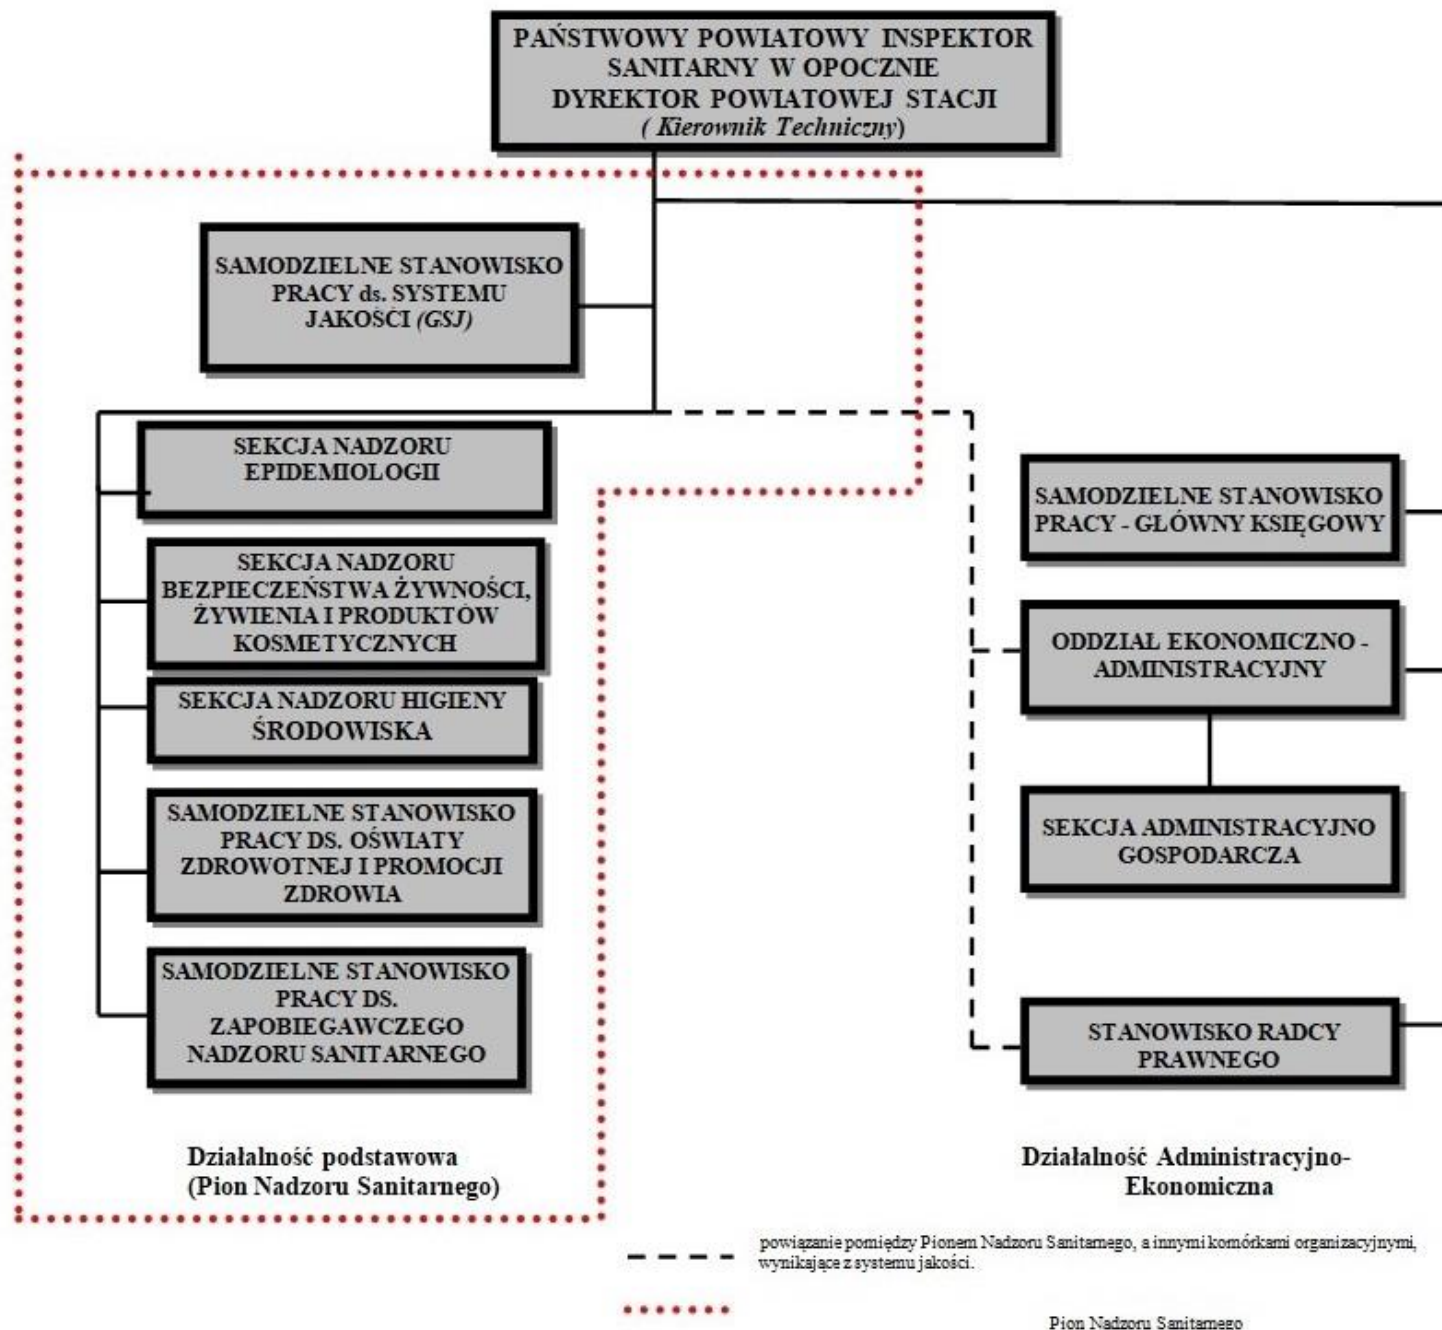 PAŃSTWOWY POWIATOWY INSPEKTOR
SANITARNY W OPOCZNIE
DYREKTOR POWIATOWEJ STACJI
( Kierownik Techniczny)
SAMODZIELNE STANOWISKO
PRACY ds. SYSTEMU
JAKOŚĆI (GSJ)
SEKCJA NADZORU
EPIDEMIOLOGII
SEKCJA NADZORU
BEZPIECZEŃSTWA ŻYWNOŚCI,
ŻYWIENIA I PRODUKTÓW
KOSMETYCZNYCH
SEKCJA NADZORU HIGIENY
ŚRODOWISKA
SAMODZIELNE STANOWISKO
PRACY DS. OŚWIATY
ZDROWOTNEJ I PROMOCJI
ZDROWIA
SAMODZIELNE STANOWISKO
PRACY DS.
ZAPOBIEGAWCZEGO
NADZORU SANITARNEGO
Działalność podstawowa
(Pion Nadzoru Sanitarnego)
SAMODZIELNE STANOWISKO
PRACY - GŁÓWNY KSIĘGOWY
ODDZIAŁ EKONOMICZNO -
ADMINISTRACYJNY
SEKCJA ADMINISTRACYJNO
GOSPODARCZA
STANOWISKO RADCY
PRAWNEGO
Działalność Administracyjno-
Ekonomiczna
powiązanie pomiędzy Pionem Nadzoru Sanitarnego, a innymi komórkami organizacyjnymi,
wynikające z systemu jakości.
Pion Nadzoru Sanitarnego